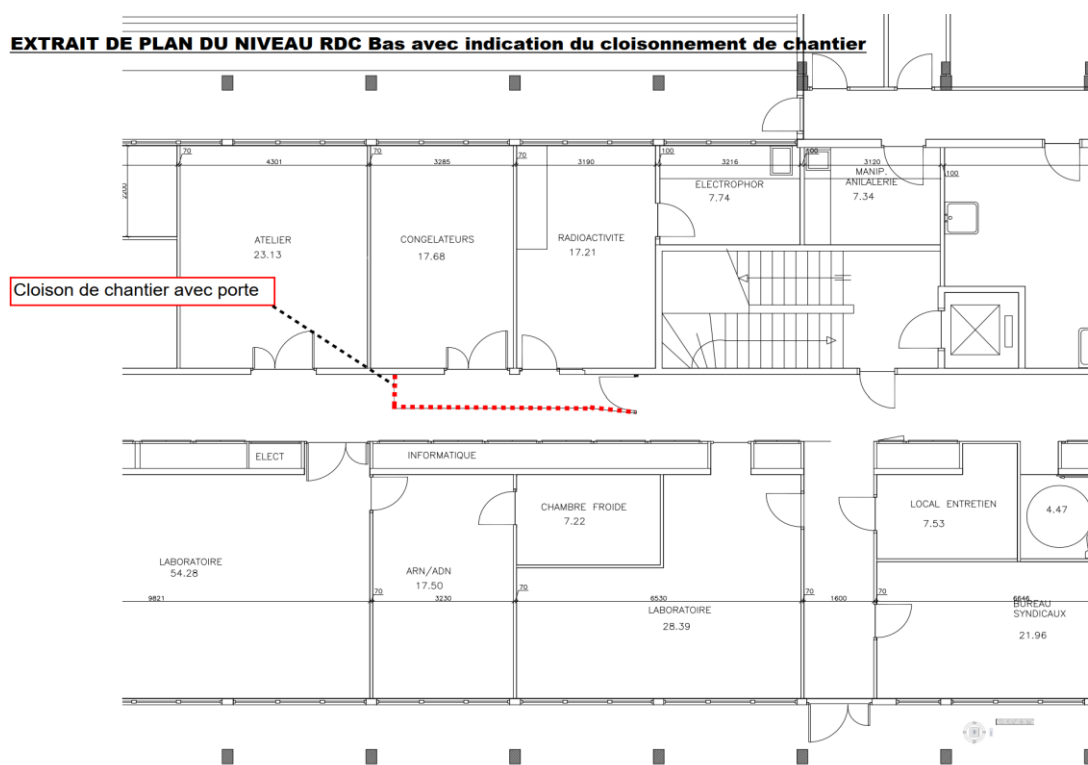 EXTRAIT DE PLAN DU NIVEAU RDC Bas avec indication du cloisonnement de chantier
70
4301
70
3285
70
3190
100
3216
100
3120
100
2200
ELECTROPHOR
7.74
MANIP.
ANILALERIE
7.34
ATELIER
23.13
CONGELATEURS
17.68
RADIOACTIVITE
17.21
Cloison de chantier avec porte
ELECT
INFORMATIQUE
CHAMBRE FROIDE
7.22
LOCAL ENTRETIEN
7.53
4.47
LABORATOIRE
54.28
ARN/ADN
17.50
9821
70
3230
70
6530
70
1600
70
6646
LABORATOIRE
28.39
BUREAU
SYNDICAUX
21.96